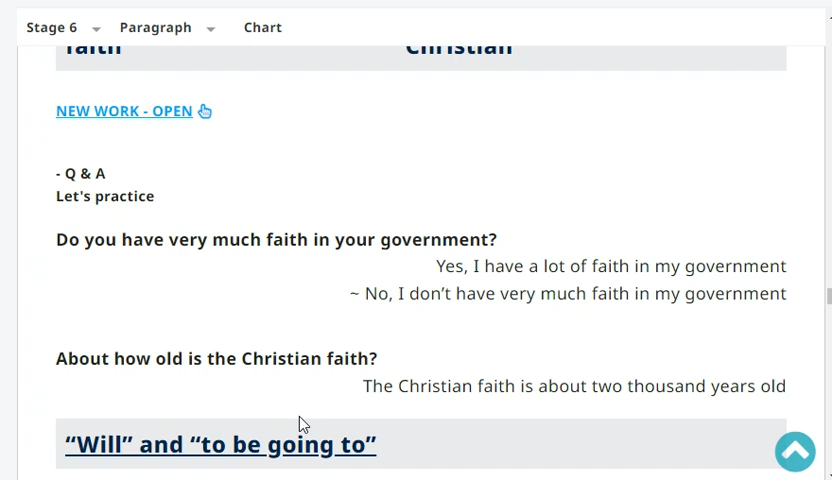 Stage 6 Paragraph Chart
faith Christian
NEW WORK - OPEN
- Q & A
Let's practice
Do you have very much faith in your government?
Yes, I have a lot of faith in my government
~ No, I don’t have very much faith in my government
About how old is the Christian faith?
The Christian faith is about two thousand years old
“Will” and “to be going to”